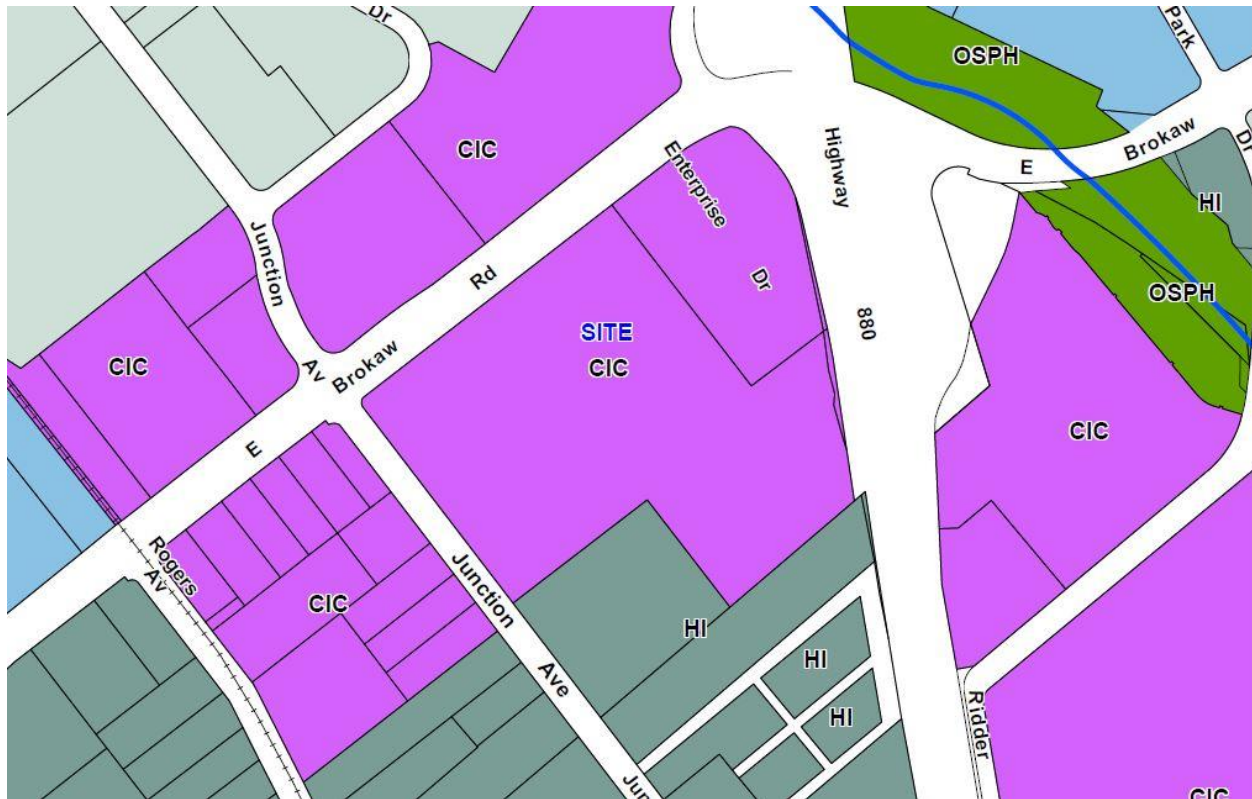 Dr
Park
OSPH
CIC
Enterprise
Dr
Highway
880
E
Brokaw
Dr
HI
OSPH
Junction
Av
Rd
SITE
CIC
CIC
Brokaw
E
CIC
Rogers
Av
CIC
Junction
Ave
HI
HI
HI
Ridder
Jun
CIC